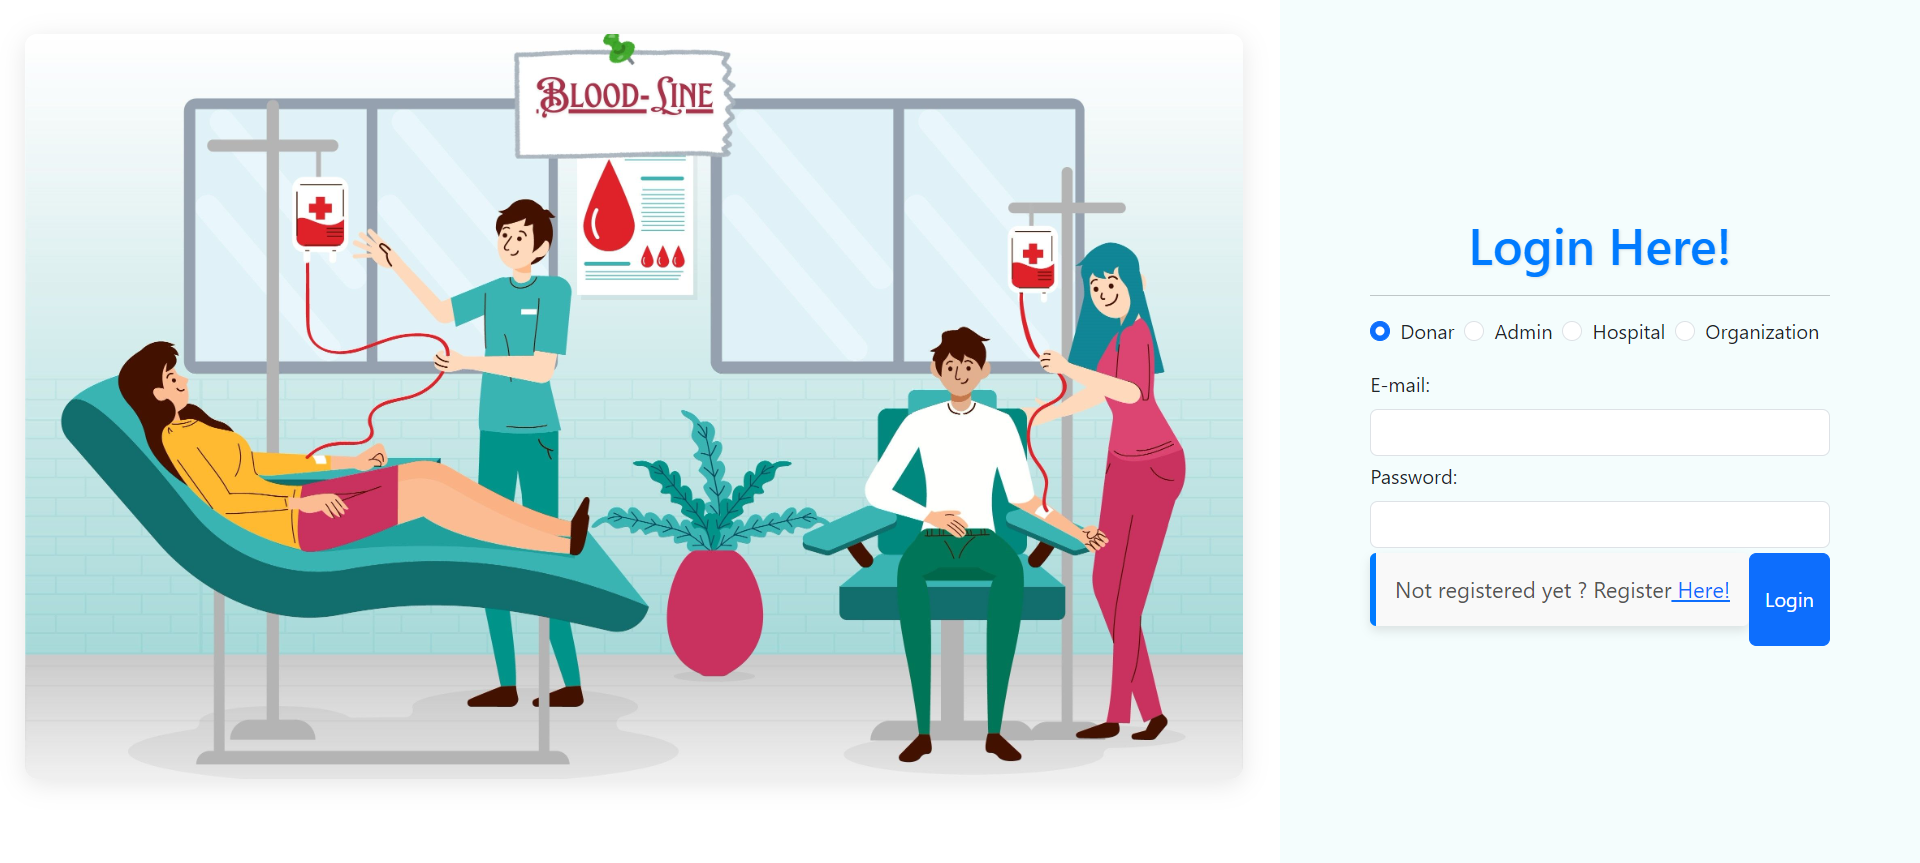 BLOOD-LINE
Login Here!
Donar Admin Hospital Organization
E-mail:
Password:
Not registered yet ? Register Here!
Login